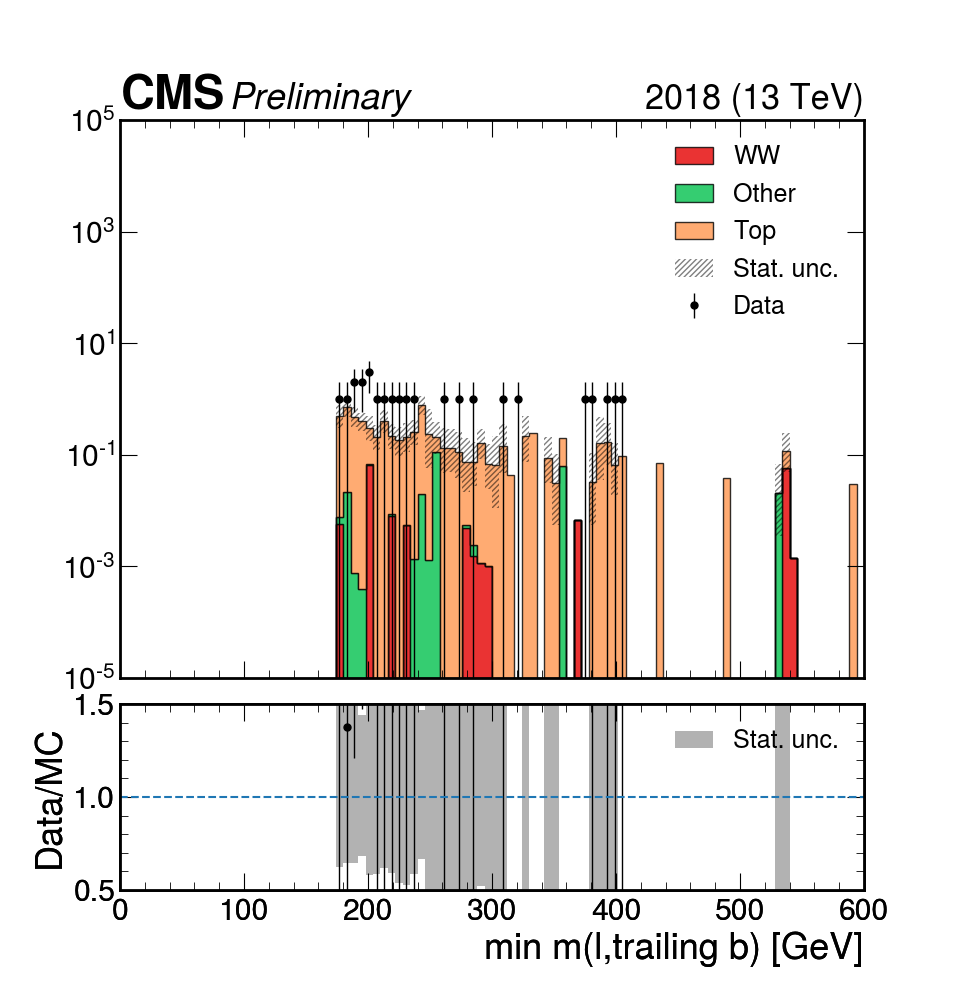 CMS Preliminary 2018 (13 TeV)
10^5
10^3
10^1
10^-1
10^-3
10^-5
WW
Other
Top
Stat. unc.
Data
Data/MC
1.5
1.0
0.5
Stat. unc.
0 100 200 300 400 500 600
min m(l,trailing b) [GeV]